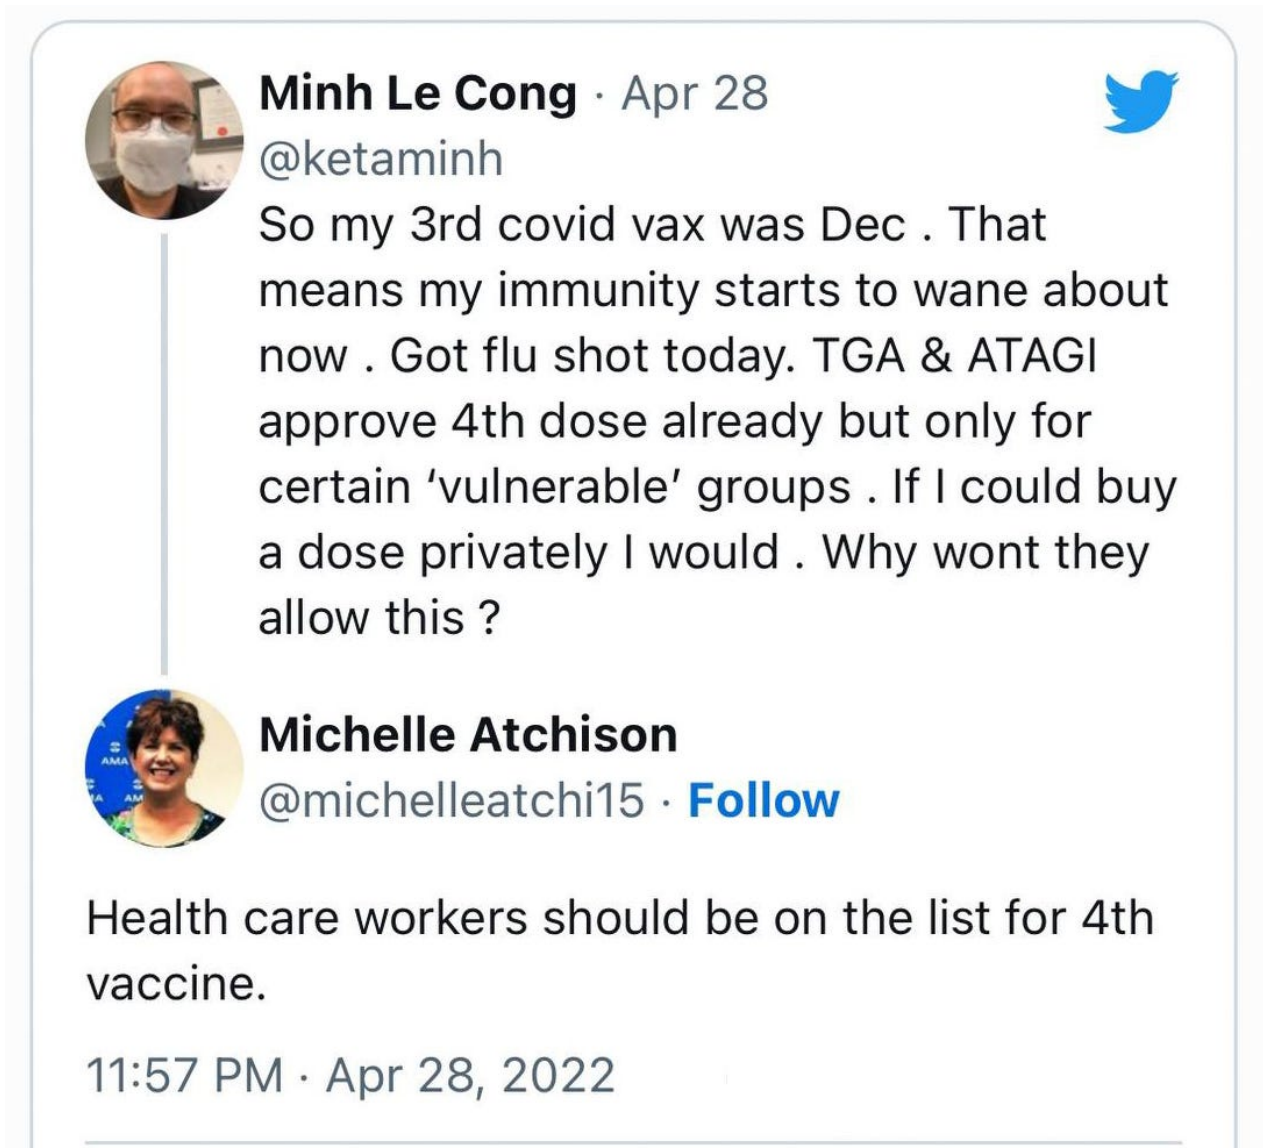 Minh Le Cong · Apr 28
@ketaminh
So my 3rd covid vax was Dec . That
means my immunity starts to wane about
now . Got flu shot today. TGA & ATAGI
approve 4th dose already but only for
certain ‘vulnerable’ groups . If I could buy
a dose privately I would . Why wont they
allow this ?
AMA
AM
Michelle Atchison
@michelleatchi15 · Follow
Health care workers should be on the list for 4th
vaccine.
11:57 PM · Apr 28, 2022